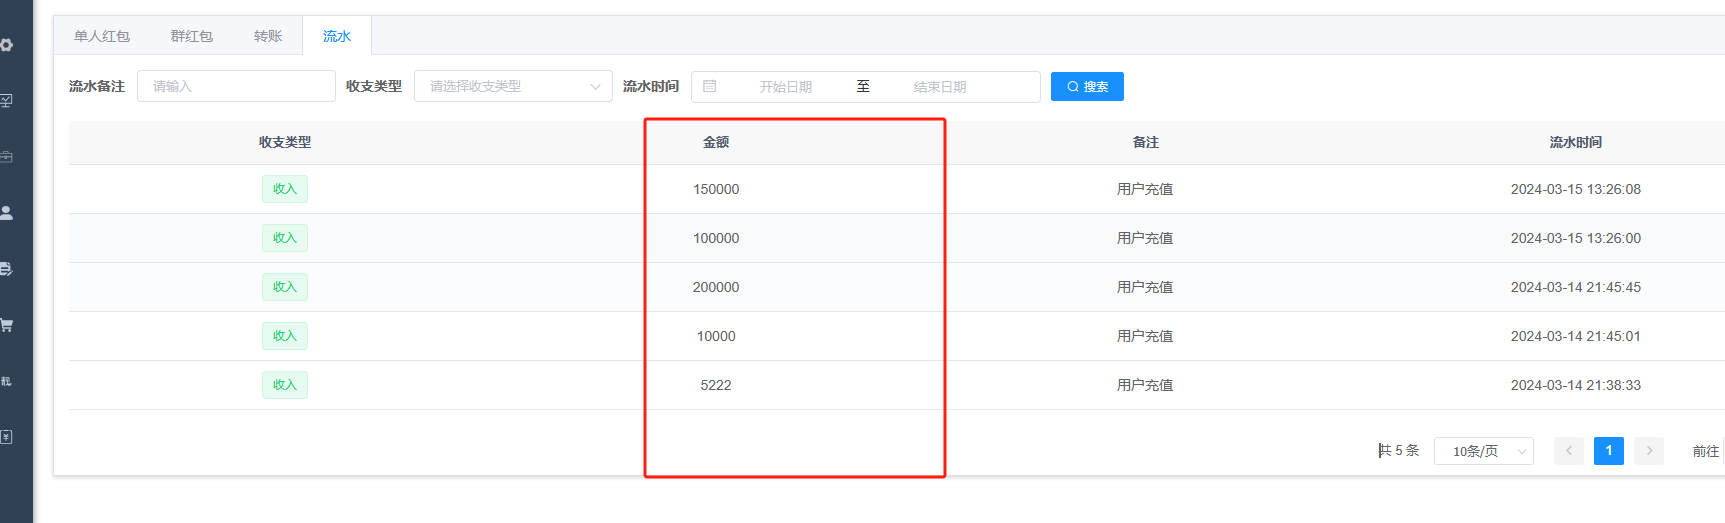 单人红包 群红包 转账 流水
流水备注 请输入 收支类型 请选择收支类型 流水时间 开始日期 至 结束日期 搜索
收支类型 金额 备注 流水时间
收入 150000 用户充值 2024-03-15 13:26:08
收入 100000 用户充值 2024-03-15 13:26:00
收入 200000 用户充值 2024-03-14 21:45:45
收入 10000 用户充值 2024-03-14 21:45:01
收入 5222 用户充值 2024-03-14 21:38:33
靓
共 5 条 10条/页 1 前往